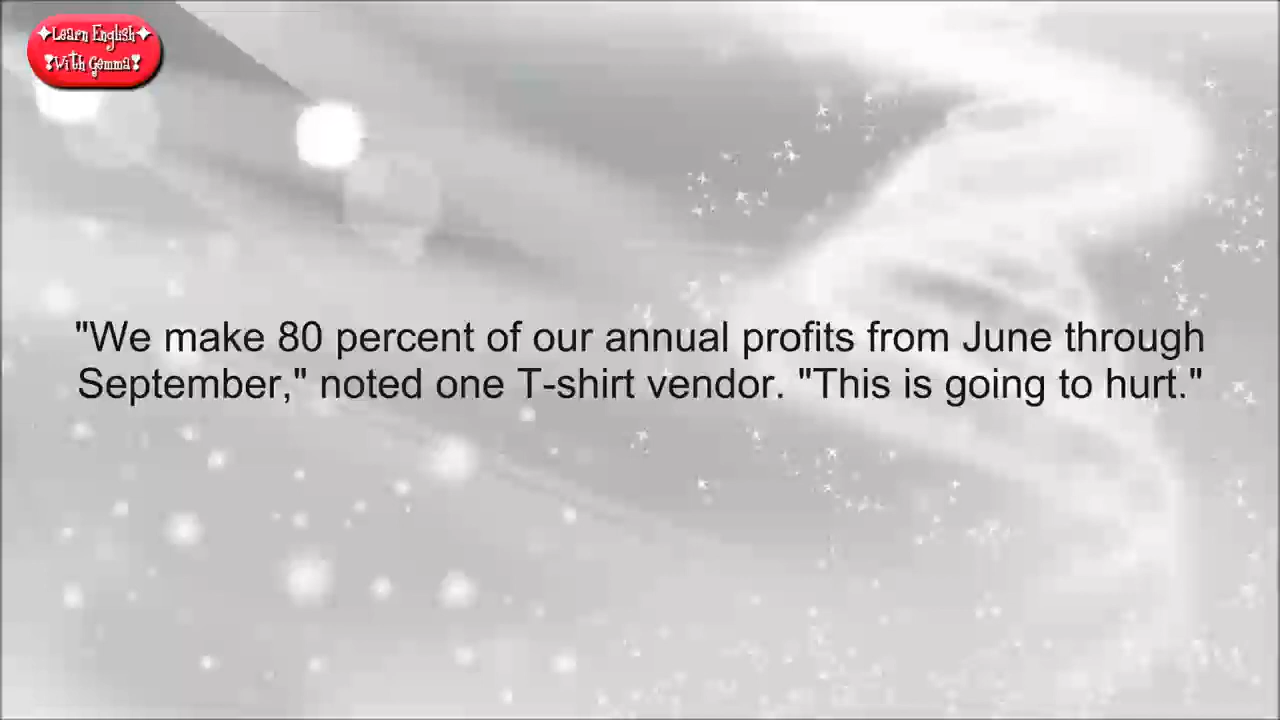 ✦Learn English✦
❣With Gemma❣
"We make 80 percent of our annual profits from June through
September," noted one T-shirt vendor. "This is going to hurt."